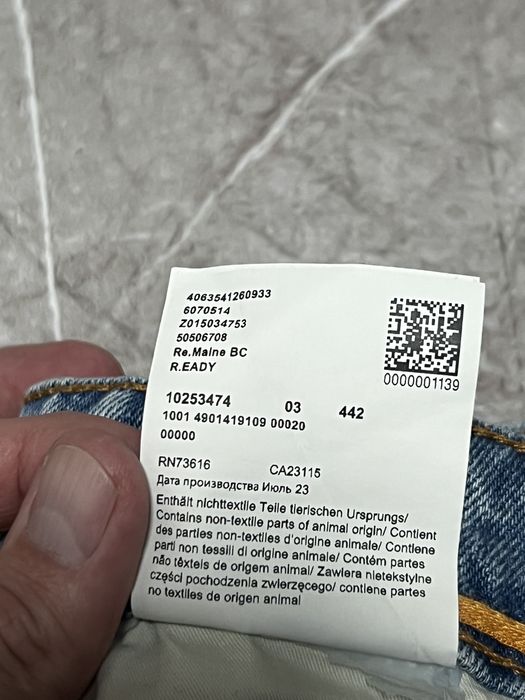 4063541260933
6070514
Z015034753
50506708
Re.Maine BC
R.EADY
0000001139
10253474 03 442
1001 4901419109 00020
00000
RN73616 CA23115
Дата производства Июль 23
Enthält nichttextile Teile tierischen Ursprungs/
Contains non-textile parts of animal origin/ Contient
des parties non-textiles d'origine animale/ Contiene
parti non tessili di origine animale/ Contém partes
não têxteis de origem animal/ Zawiera nietekstylne
części pochodzenia zwierzęcego/ contiene partes
no textiles de origen animal